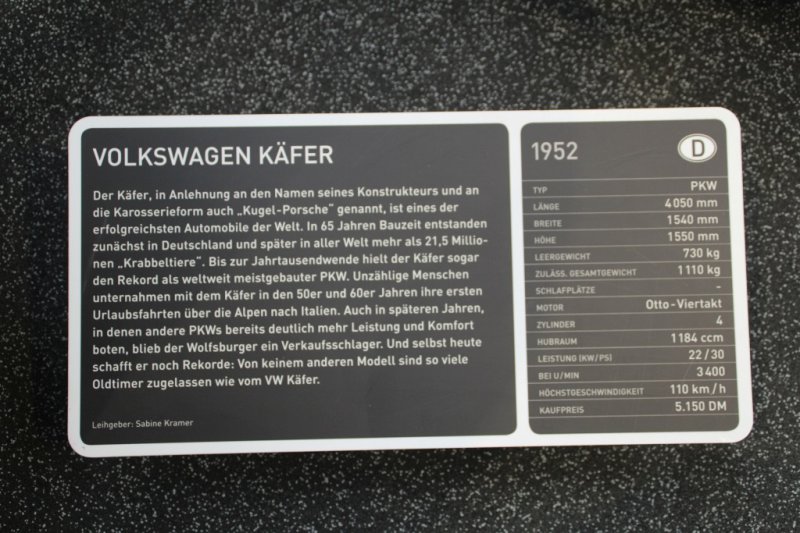 VOLKSWAGEN „KÄFER
Der Käfer, in Anlehnung an den Namen seines Konstrukteurs und an
die Karosserieform auch „Kugel-Porsche“ genannt, ist eines der
erfolgreichsten Automobile der Welt. In 65 Jahren Bauzeit entstanden
zunächst in Deutschland und später in aller Welt mehr als 21,5 Millio-
nen „Krabbeltiere“. Bis zur Jahrtausendwende hielt der Käfer sogar
den Rekord als weltweit meistgebauter PKW. Unzählige Menschen
unternahmen mit dem Käfer in den 50er und 60er Jahren ihre ersten
Urlaubsfahrten über die Alpen nach Italien. Auch in späteren Jahren,
in denen andere PKWs bereits deutlich mehr Leistung und Komfort
boten, blieb der Wolfsburger ein Verkaufsschlager. Und selbst heute
schafft er noch Rekorde: Von keinem anderen Modell sind so viele
Oldtimer zugelassen wie vom VW Käfer.
Leihgeber: Sabine Kramer
1952 D
TYP PKW
LÄNGE 4050 mm
BREITE 1540 mm
HÖHE 1550 mm
LEERGEWICHT 730 kg
ZULÄSS. GESAMTGEWICHT 1110 kg
SCHLAFPLÄTZE -
MOTOR Otto-Viertakt
ZYLINDER 4
HUBRAUM 1184 ccm
LEISTUNG (KW/PS) 22/30
BEI U/MIN 3400
HÖCHSTGESCHWINDIGKEIT 110 km/h
KAUFPREIS 5.150 DM